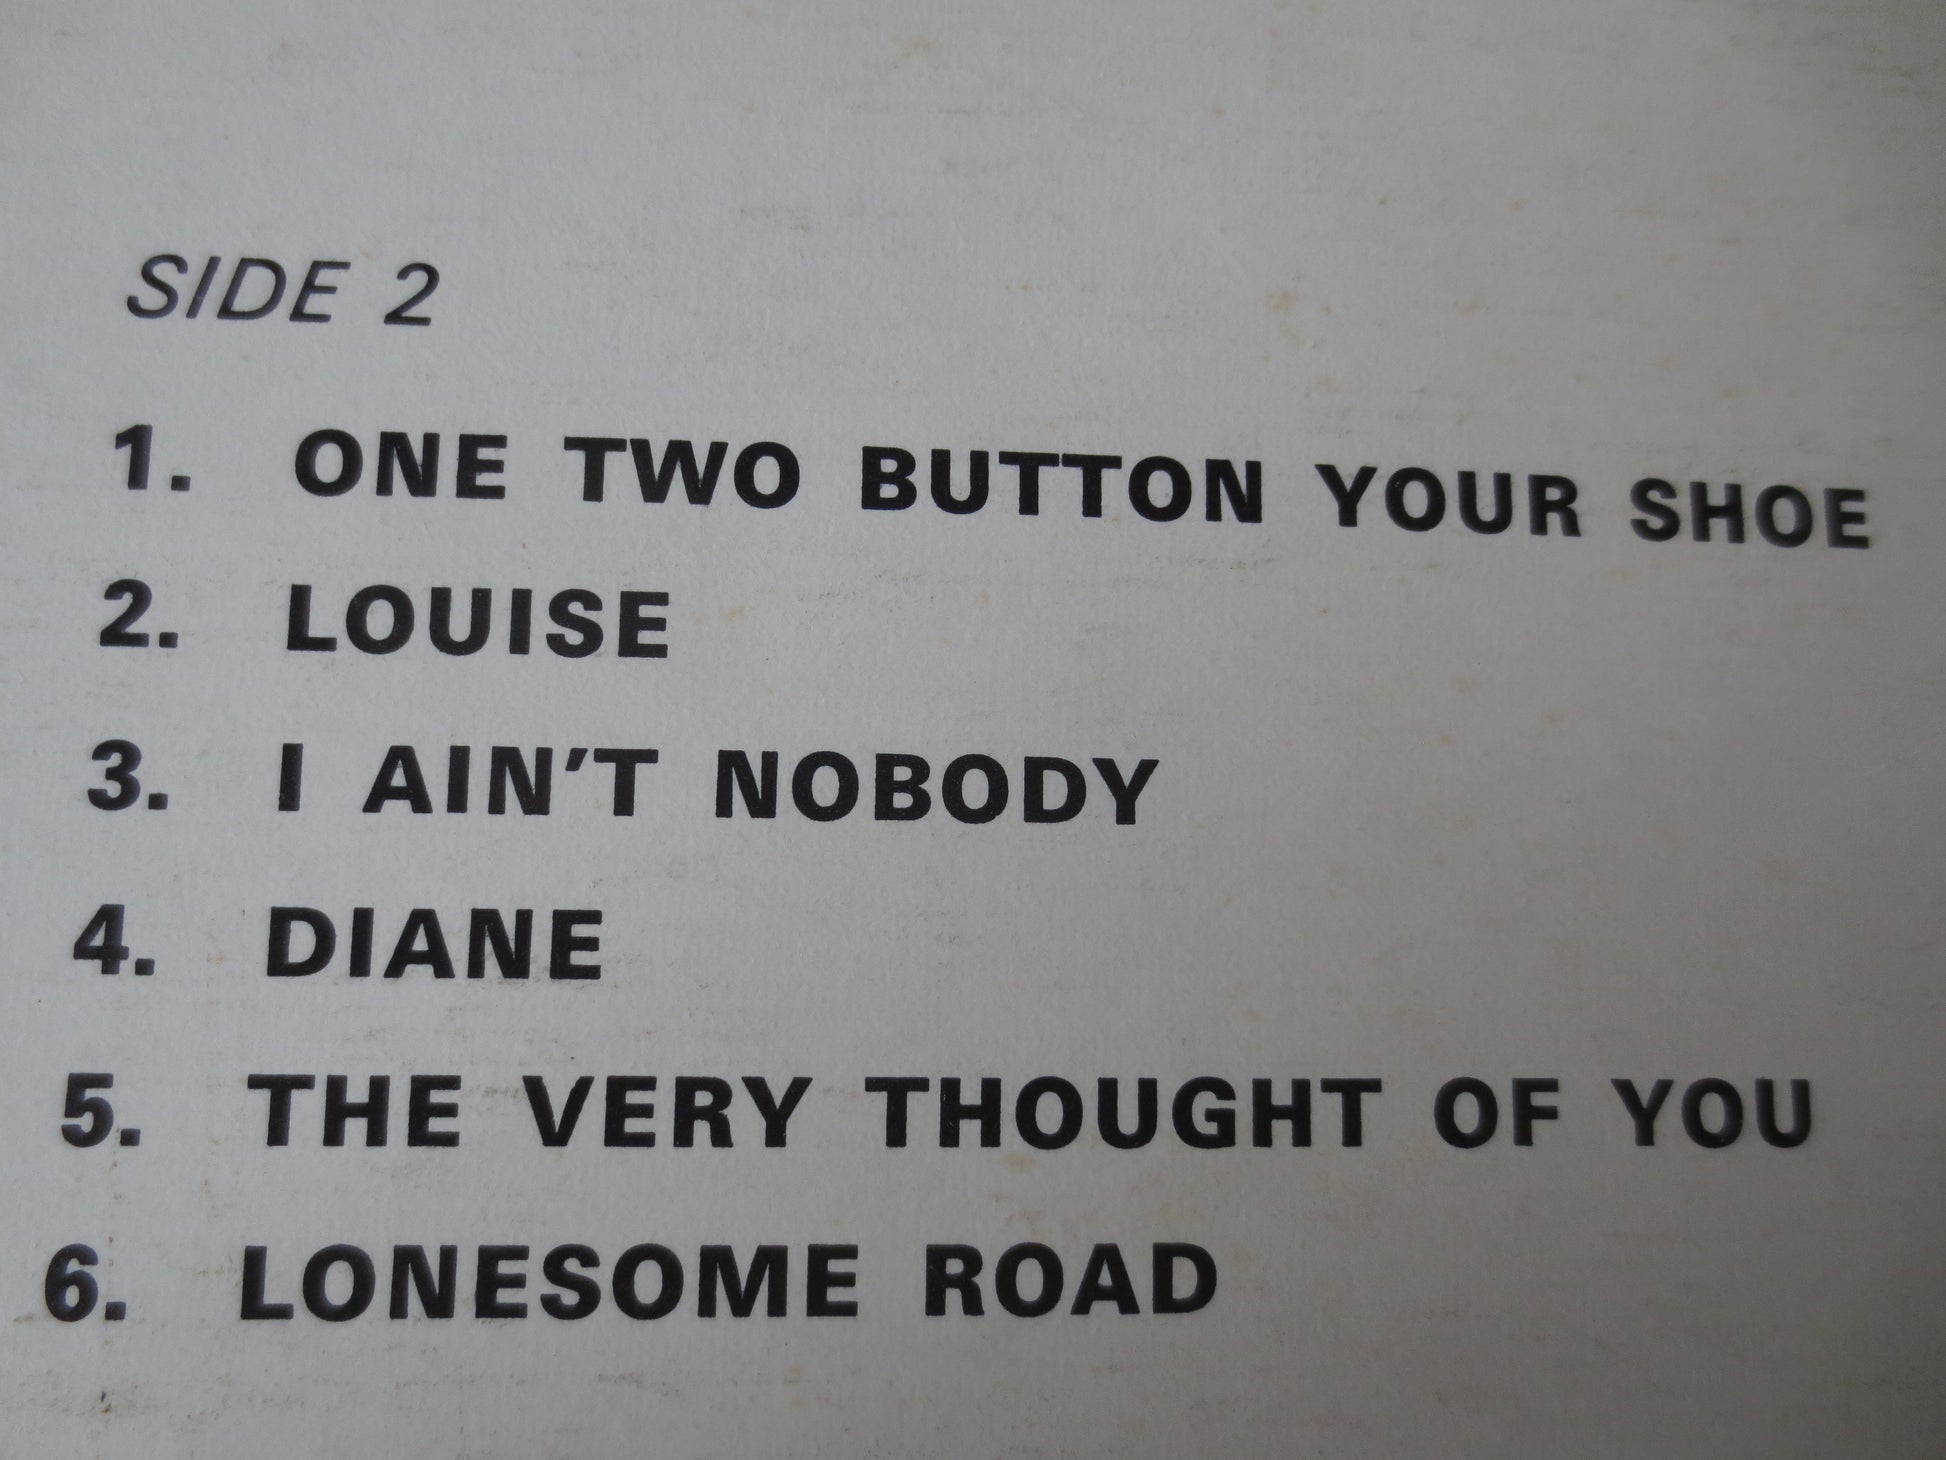 SIDE 2
1. ONE TWO BUTTON YOUR SHOE
2. LOUISE
3. I AIN'T NOBODY
4. DIANE
5. THE VERY THOUGHT OF YOU
6. LONESOME ROAD